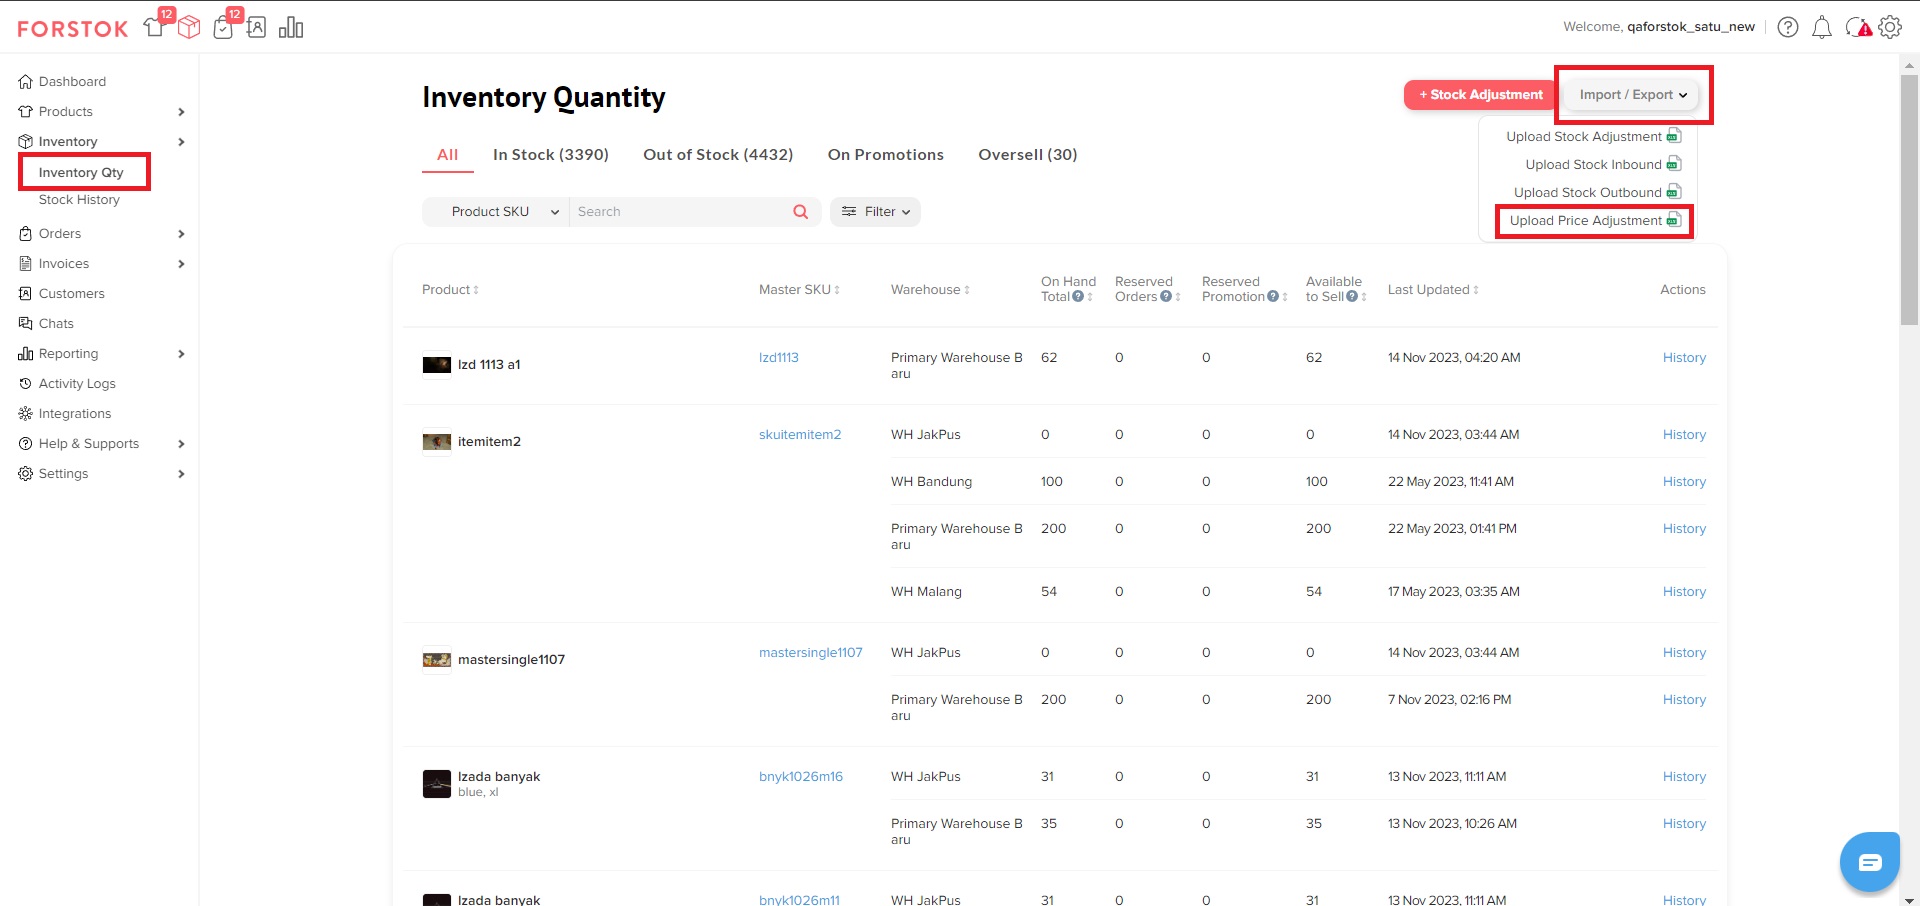 FORSTOK
12
12
Welcome, qaforstok_satu_new
Dashboard
Products
Inventory
Inventory Qty
Stock History
Orders
Invoices
Customers
Chats
Reporting
Activity Logs
Integrations
Help & Supports
Settings
Inventory Quantity
+ Stock Adjustment
Import / Export
Upload Stock Adjustment
Upload Stock Inbound
Upload Stock Outbound
Upload Price Adjustment
All In Stock (3390) Out of Stock (4432) On Promotions Oversell (30)
Product SKU Search Filter
Product Master SKU Warehouse On Hand Total Reserved Orders Reserved Promotion Available to Sell Last Updated Actions
lzd 1113 a1 lzd1113 Primary Warehouse B 62 0 0 62 14 Nov 2023, 04:20 AM History
aru
itemitem2 skuitemitem2 WH JakPus 0 0 0 0 14 Nov 2023, 03:44 AM History
WH Bandung 100 0 0 100 22 May 2023, 11:41 AM History
Primary Warehouse B 200 0 0 200 22 May 2023, 01:41 PM History
aru
WH Malang 54 0 0 54 17 May 2023, 03:35 AM History
mastersingle1107 mastersingle1107 WH JakPus 0 0 0 0 14 Nov 2023, 03:44 AM History
Primary Warehouse B 200 0 0 200 7 Nov 2023, 02:16 PM History
aru
lzada banyak bnyk1026m16 WH JakPus 31 0 0 31 13 Nov 2023, 11:11 AM History
blue, xl
Primary Warehouse B 35 0 0 35 13 Nov 2023, 10:26 AM History
aru
lzada banyak bnyk1026m11 WH JakPus 31 0 0 31 13 Nov 2023, 11:11 AM History